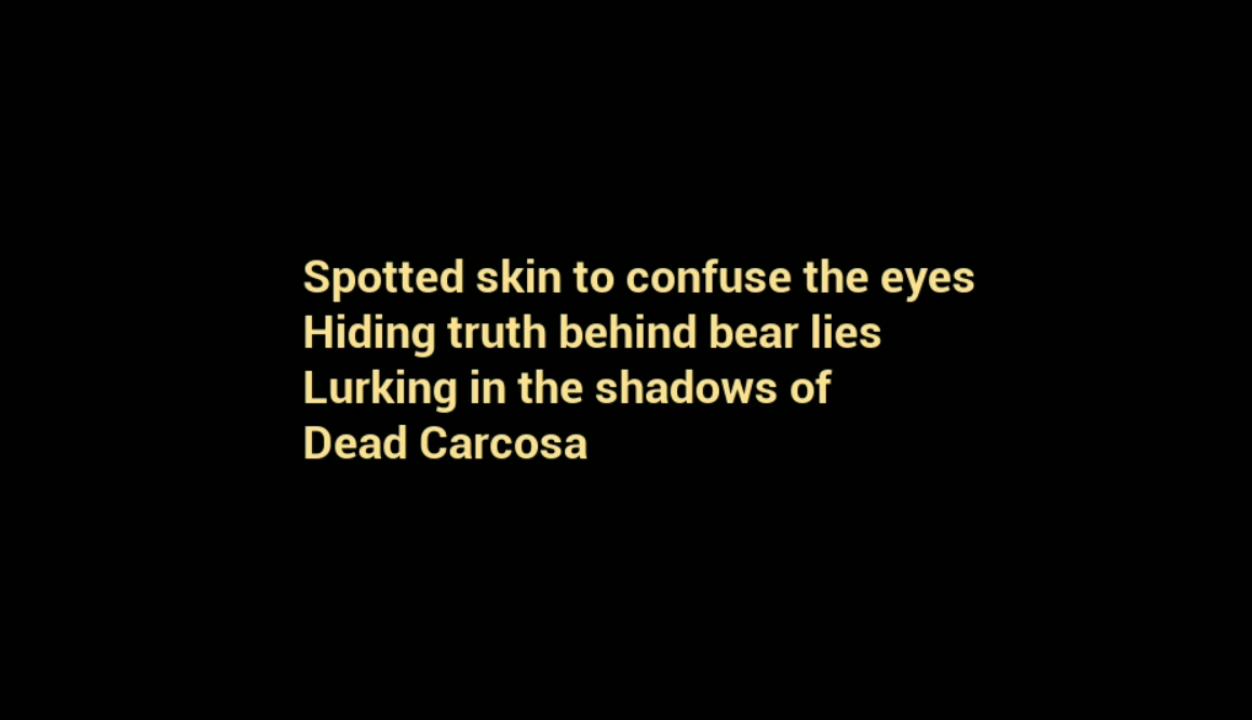 Spotted skin to confuse the eyes
Hiding truth behind bear lies
Lurking in the shadows of
Dead Carcosa